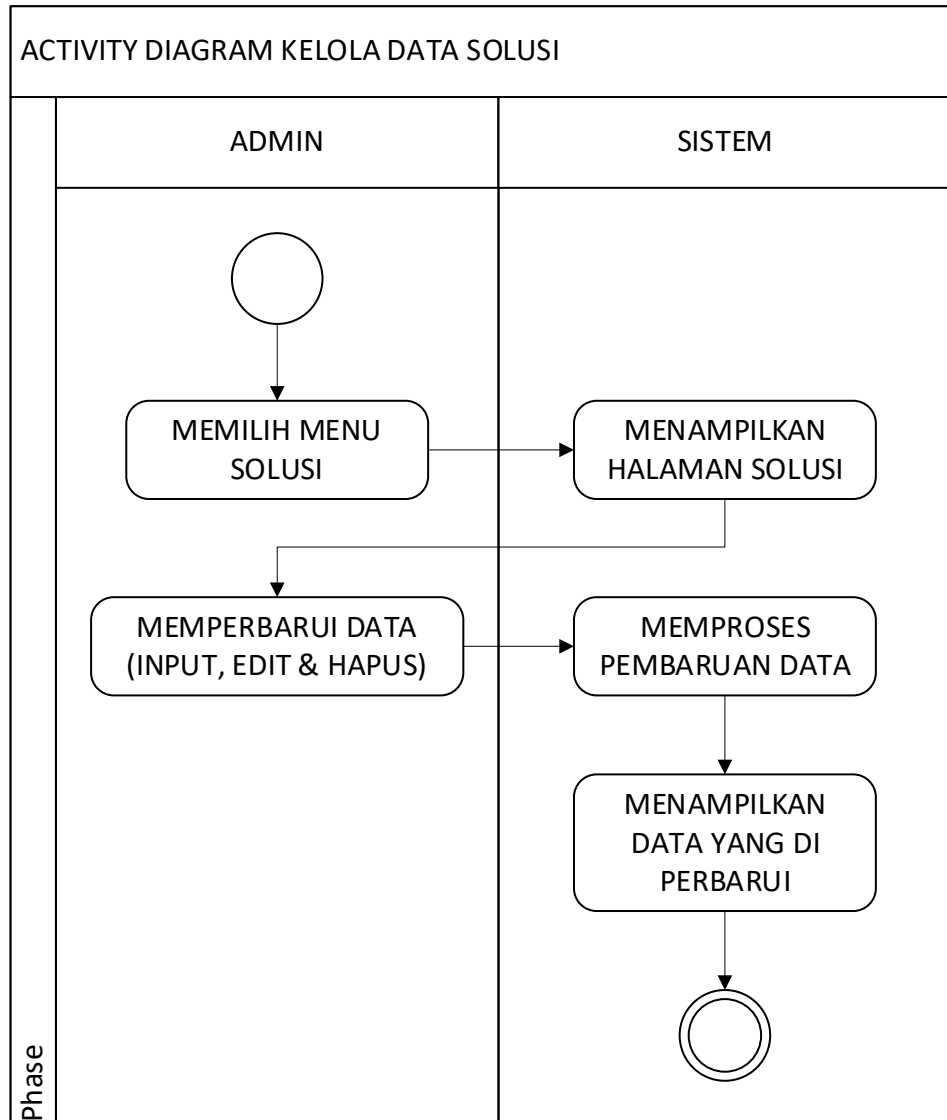 ACTIVITY DIAGRAM KELOLA DATA SOLUSI
ADMIN
SISTEM
MEMILIH MENU
SOLUSI
MENAMPILKAN
HALAMAN SOLUSI
MEMPERBARUI DATA
(INPUT, EDIT & HAPUS)
MEMPROSES
PEMBARUAN DATA
MENAMPILKAN
DATA YANG DI
PERBARUI
Phase